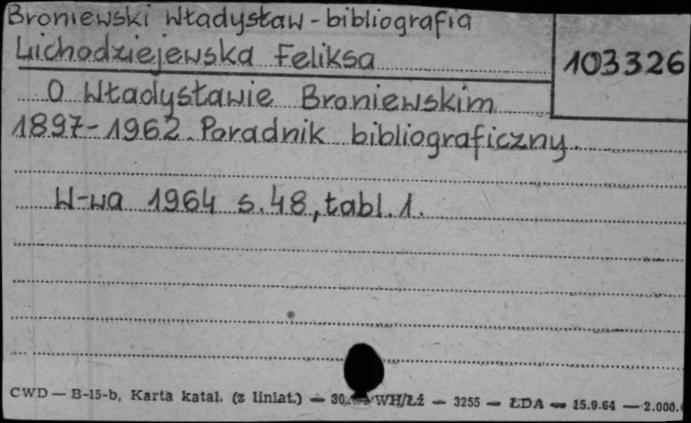 Broniewski Władysław - bibliografia
Lichodziejewska Feliksa
103326
O Władysławie Broniewskim
1897-1962. Poradnik bibliograficzny.
W-wa 1964 s. 48, tabl. 1.
CWD — B-15-b, Karta katal. (z liniat.) — WH/Łź — 3255 — ŁDA — 15.9.64 — 2.000.